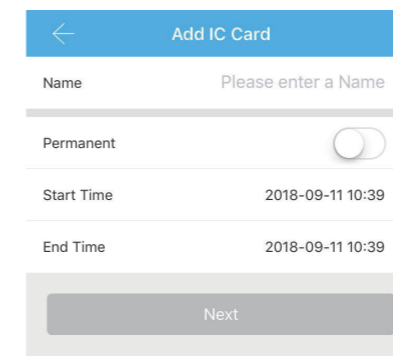 Add IC Card
Name Please enter a Name
Permanent
Start Time 2018-09-11 10:39
End Time 2018-09-11 10:39
Next